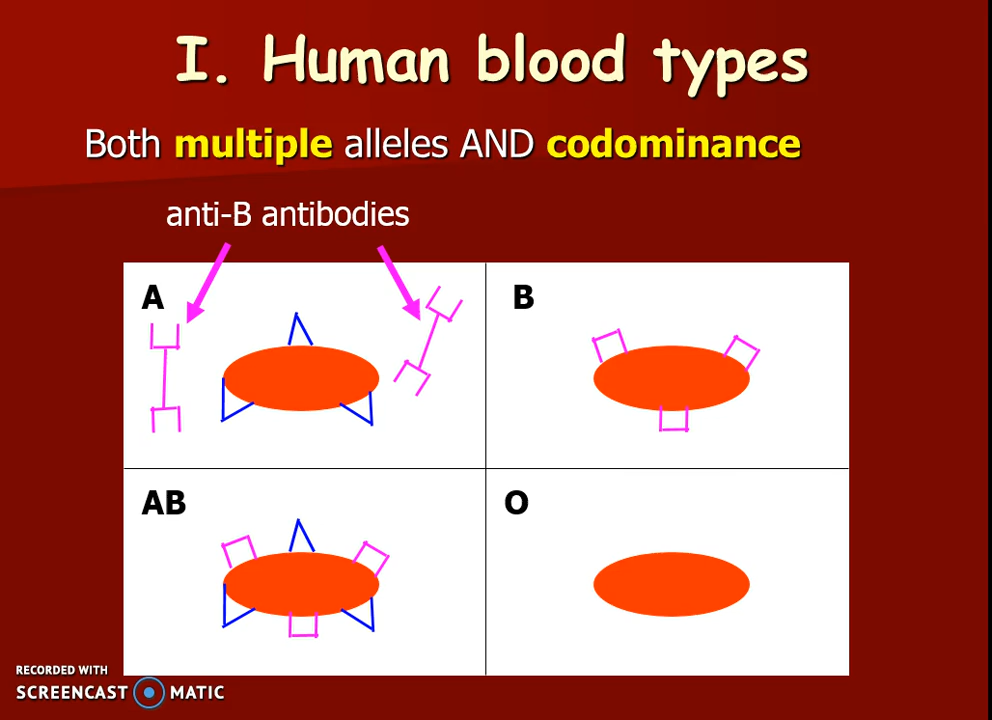 I. Human blood types
Both multiple alleles AND codominance
anti-B antibodies
A
B
AB
O
RECORDED WITH
SCREENCAST MATIC